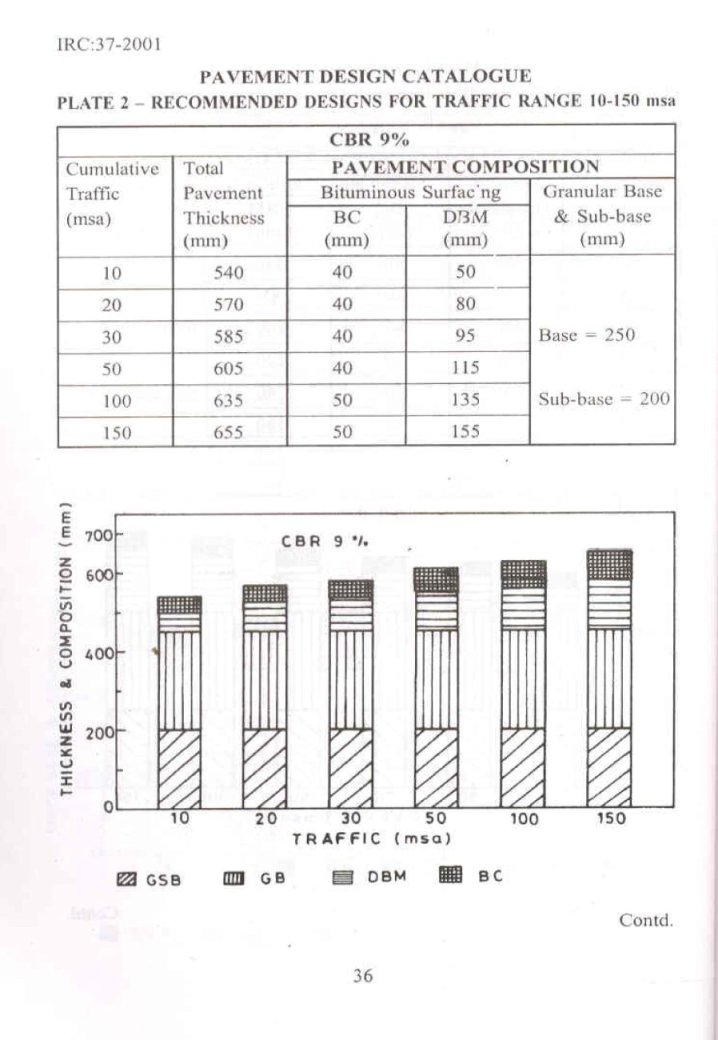 IRC:37-2001
PAVEMENT DESIGN CATALOGUE
PLATE 2 – RECOMMENDED DESIGNS FOR TRAFFIC RANGE 10-150 msa
CBR 9%
Cumulative Traffic (msa) Total Pavement Thickness (mm) PAVEMENT COMPOSITION
Bituminous Surfacing Granular Base & Sub-base (mm)
BC (mm) DBM (mm)
10 540 40 50
20 570 40 80
30 585 40 95 Base = 250
50 605 40 115
100 635 50 135 Sub-base = 200
150 655 50 155
THICKNESS & COMPOSITION (mm)
CBR 9 %
700
600
400
200
0
10 20 30 50 100 150
TRAFFIC (msa)
GSB GB DBM BC
Contd.
36